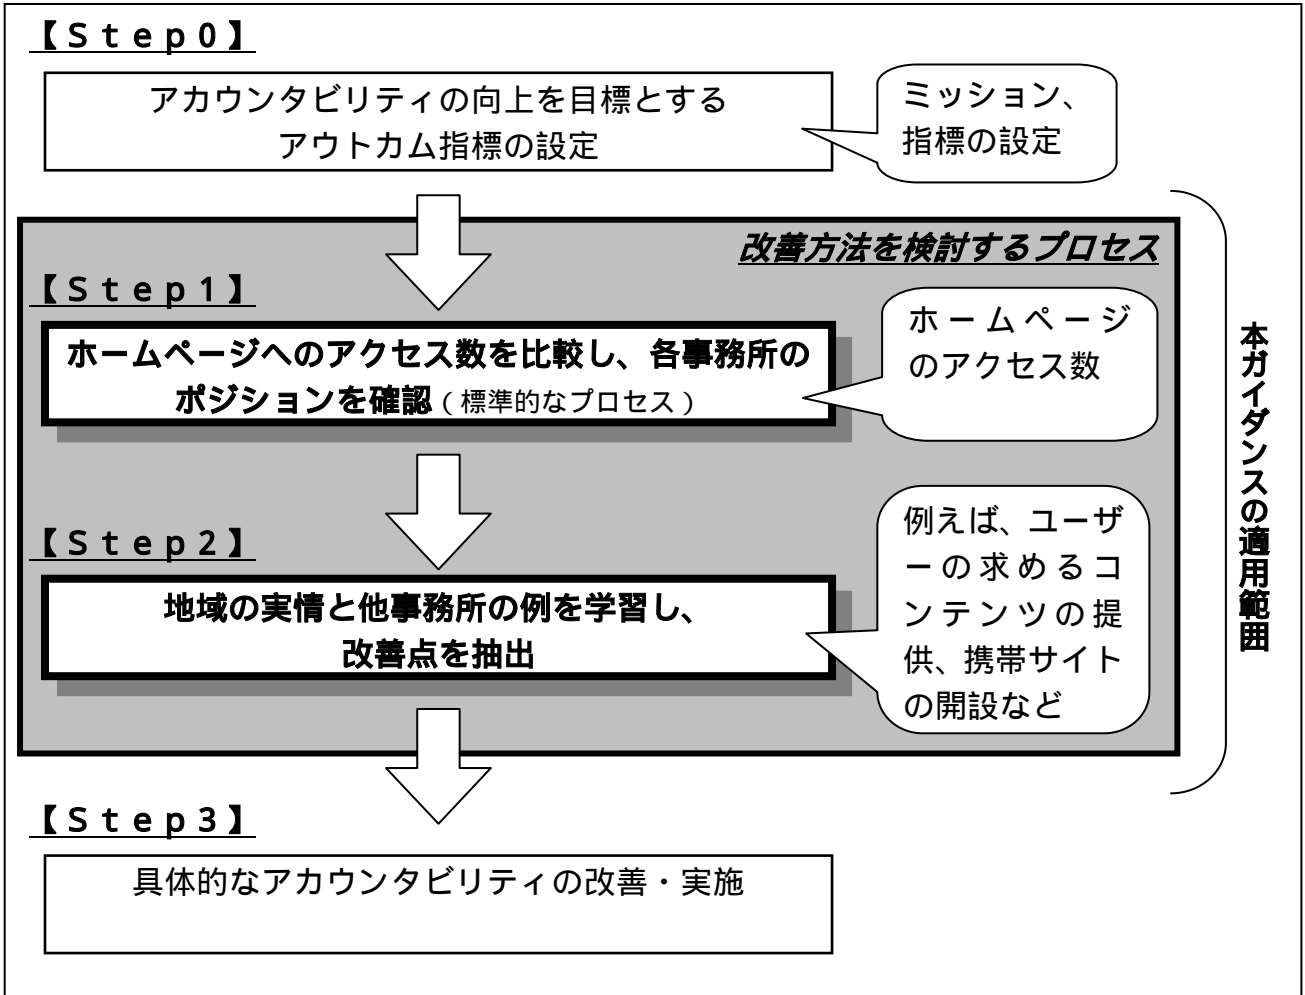 【Ｓｔｅｐ０】
アカウンタビリティの向上を目標とする
アウトカム指標の設定
ミッション、
指標の設定
改善方法を検討するプロセス
【Ｓｔｅｐ１】
ホームページへのアクセス数を比較し、各事務所の
ポジションを確認（標準的なプロセス）
ホームページ
のアクセス数
【Ｓｔｅｐ２】
地域の実情と他事務所の例を学習し、
改善点を抽出
例えば、ユーザ
ーの求めるコ
ンテンツの提
供、携帯サイト
の開設など
本ガイダンスの適用範囲
【Ｓｔｅｐ３】
具体的なアカウンタビリティの改善・実施